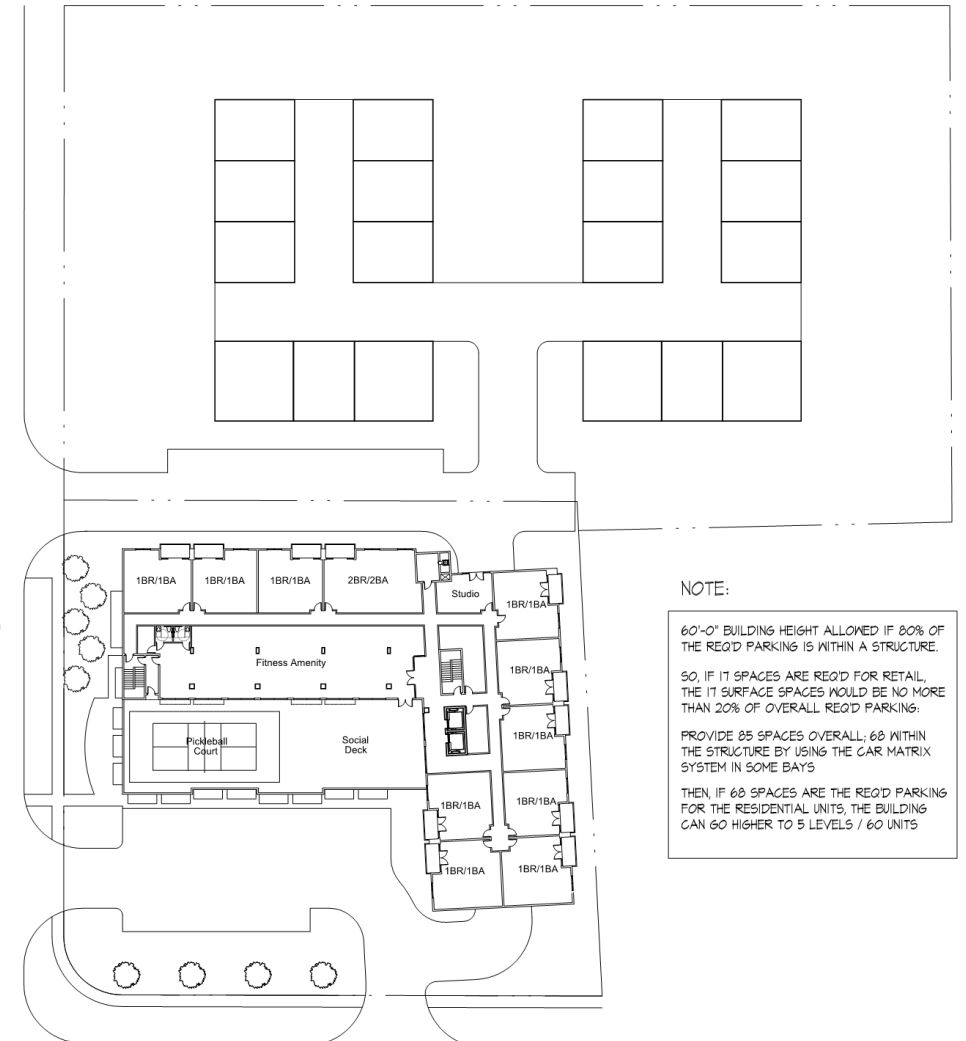 1BR/1BA
1BR/1BA
1BR/1BA
2BR/2BA
Studio
1BR/1BA
1BR/1BA
Fitness Amenity
1BR/1BA
Pickleball
Court
Social
Deck
1BR/1BA
1BR/1BA
1BR/1BA
1BR/1BA
NOTE:
60'-0" BUILDING HEIGHT ALLOWED IF 80% OF
THE REQ'D PARKING IS WITHIN A STRUCTURE.
SO, IF 17 SPACES ARE REQ'D FOR RETAIL,
THE 17 SURFACE SPACES WOULD BE NO MORE
THAN 20% OF OVERALL REQ'D PARKING:
PROVIDE 85 SPACES OVERALL; 68 WITHIN
THE STRUCTURE BY USING THE CAR MATRIX
SYSTEM IN SOME BAYS
THEN, IF 68 SPACES ARE THE REQ'D PARKING
FOR THE RESIDENTIAL UNITS, THE BUILDING
CAN GO HIGHER TO 5 LEVELS / 60 UNITS